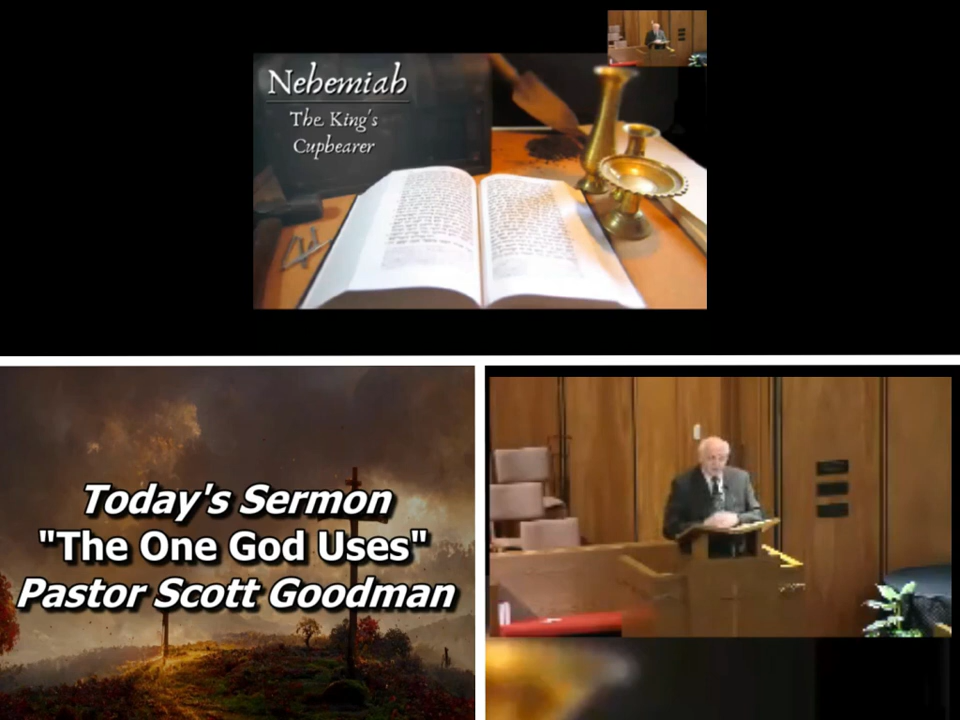 Nehemiah
The King's
Cupbearer
Today's Sermon
"The One God Uses"
Pastor Scott Goodman